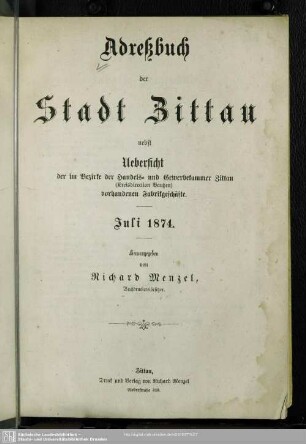 Adreßbuch
der
Stadt Zittau
nebst
Uebersicht
der im Bezirke der Handels- und Gewerbekammer Zittau
(Kreisdirection Bautzen)
vorhandenen Fabrikgeschäfte.
Juli 1874.
Herausgegeben
von
Richard Menzel,
Buchdruckereibesitzer.
Zittau,
Druck und Verlag von Richard Menzel